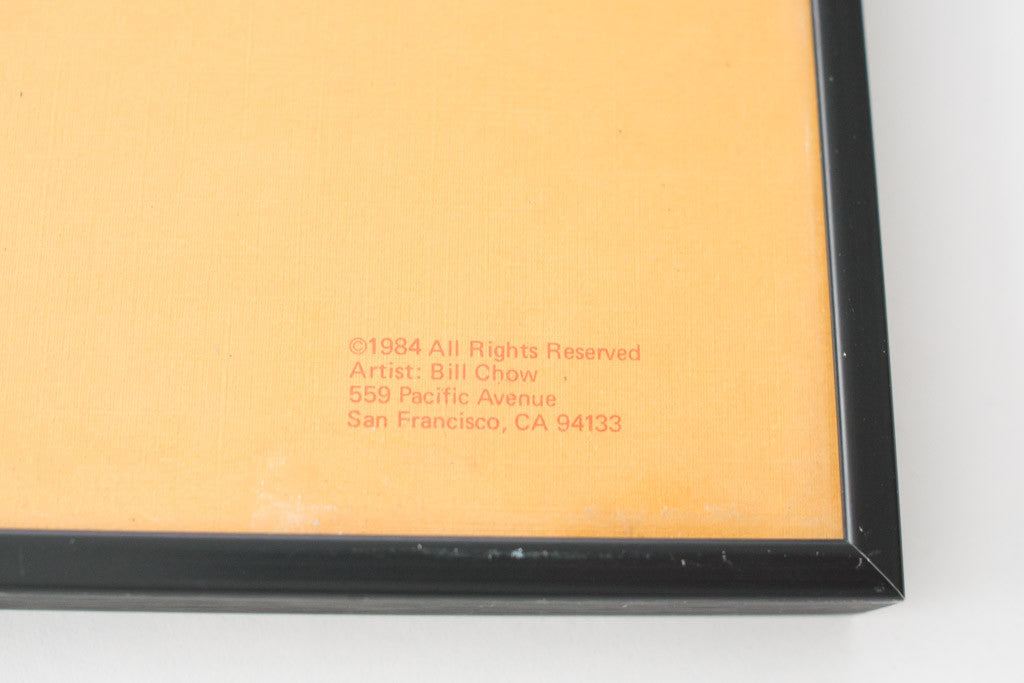 ©1984 All Rights Reserved
Artist: Bill Chow
559 Pacific Avenue
San Francisco, CA 94133